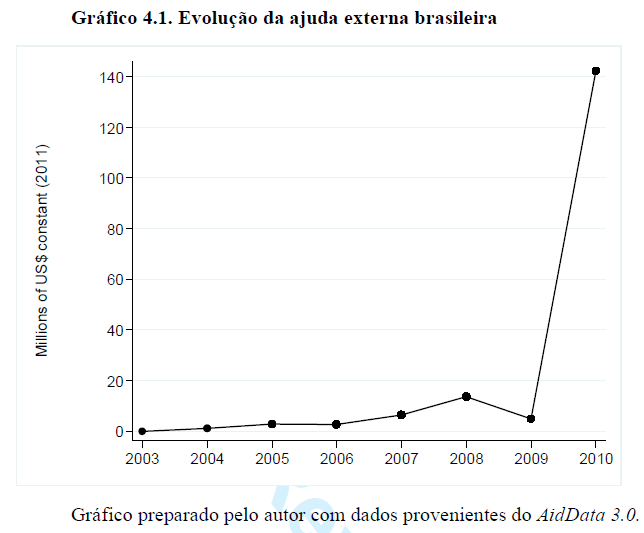 Gráfico 4.1. Evolução da ajuda externa brasileira
Millions of US$ constant (2011)
140
120
100
80
60
40
20
0
2003 2004 2005 2006 2007 2008 2009 2010
Gráfico preparado pelo autor com dados provenientes do AidData 3.0.